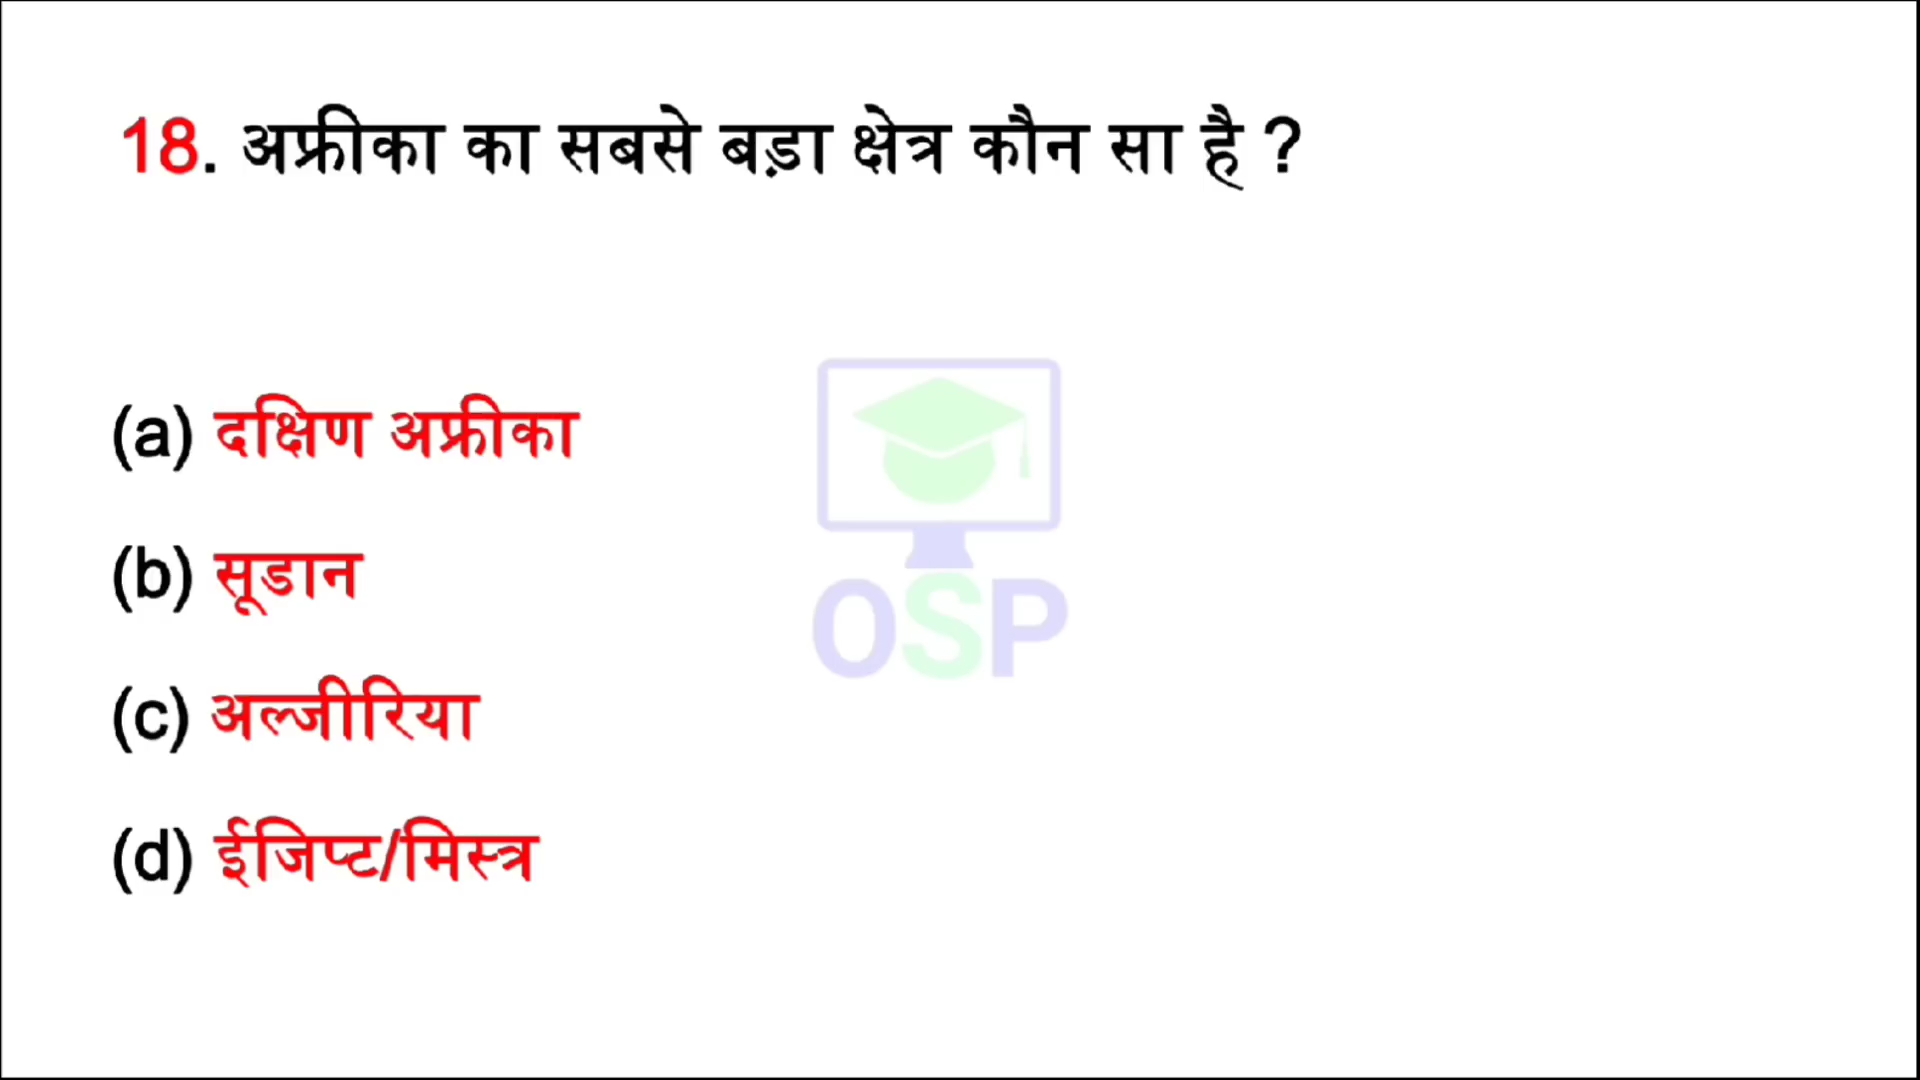 18. अफ्रीका का सबसे बड़ा क्षेत्र कौन सा है ?
(a) दक्षिण अफ्रीका
(b) सूडान
OSP
(c) अल्जीरिया
(d) ईजिप्ट/मिस्त्र